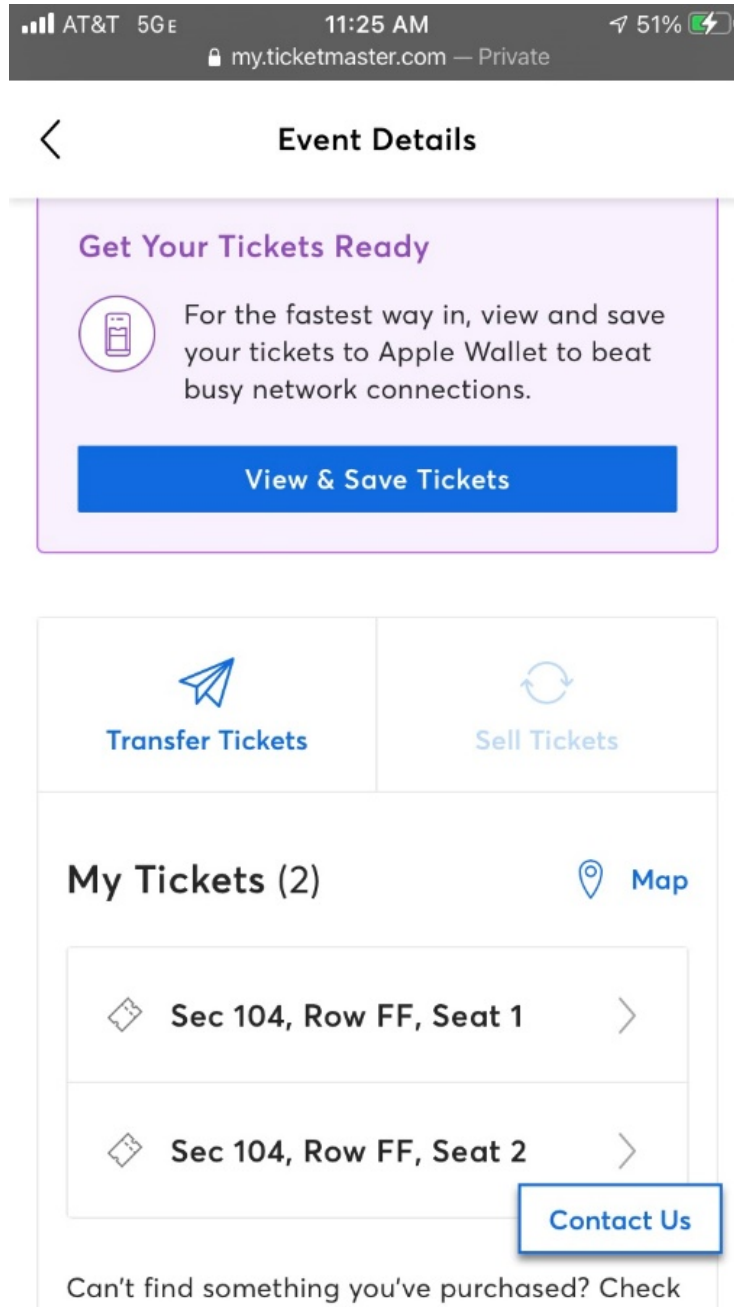 AT&T 5GE 11:25 AM 51%
my.ticketmaster.com — Private
Event Details
Get Your Tickets Ready
For the fastest way in, view and save
your tickets to Apple Wallet to beat
busy network connections.
View & Save Tickets
Transfer Tickets
Sell Tickets
My Tickets (2)
Map
Sec 104, Row FF, Seat 1
Sec 104, Row FF, Seat 2
Contact Us
Can't find something you've purchased? Check